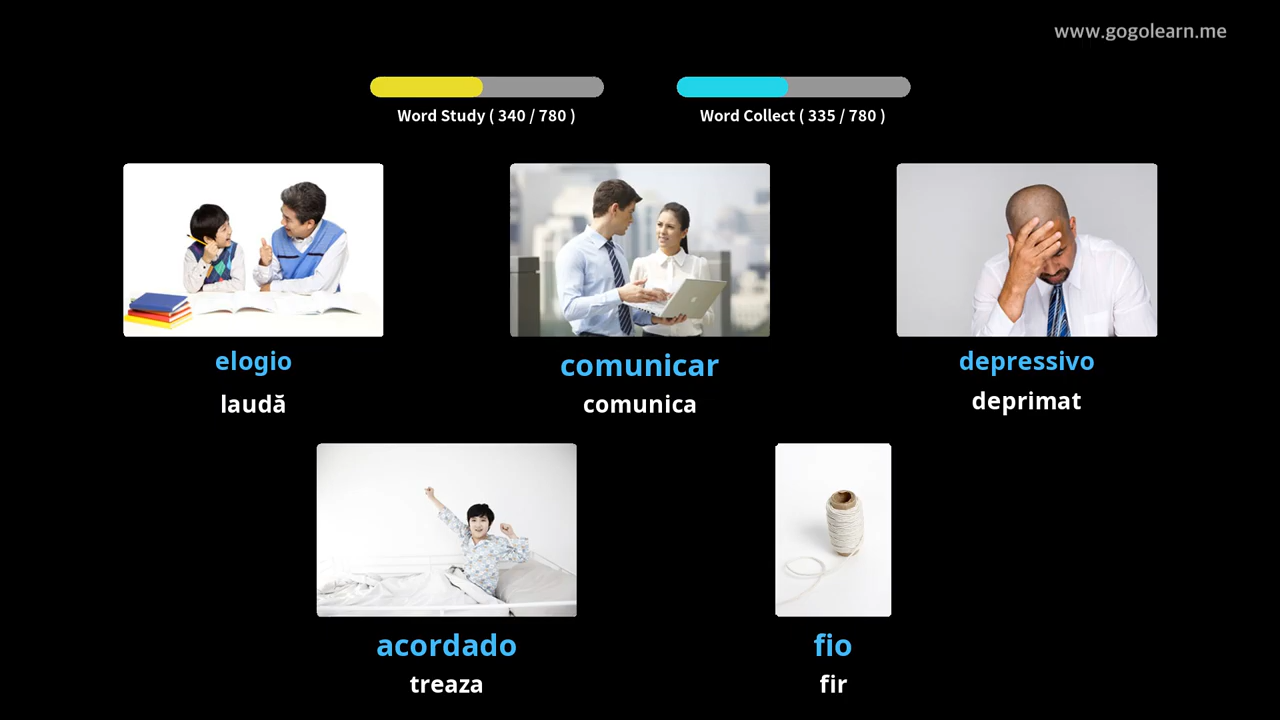 www.gogolearn.me
Word Study ( 340 / 780 )
Word Collect ( 335 / 780 )
elogio
laudă
comunicar
comunica
depressivo
deprimat
acordado
treaza
fio
fir